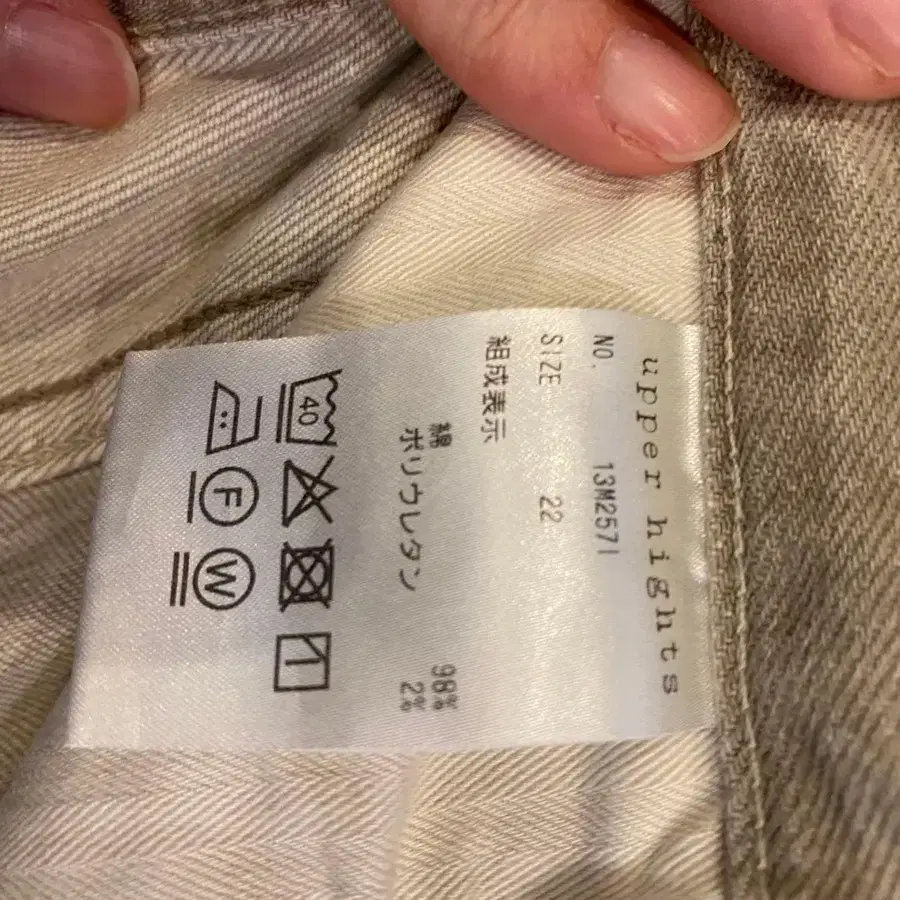 upper hights
NO. 13M2571
SIZE 22
組成表示
綿 98%
ポリウレタン 2%
40
F W